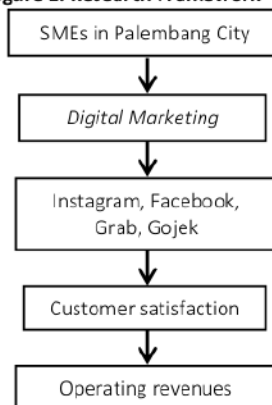 SMEs in Palembang City
Digital Marketing
Instagram, Facebook,
Grab, Gojek
Customer satisfaction
Operating revenues